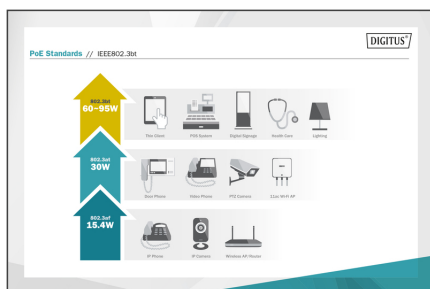 DIGITUS®
PoE Standards // IEEE802.3bt
802.3bt
60~95W
Thin Client
POS System
Digital Signage
Health Care
Lighting
802.3at
30W
Door Phone
Video Phone
PTZ Camera
11ac Wi-Fi AP
802.3af
15.4W
IP Phone
IP Camera
Wireless AP/Router